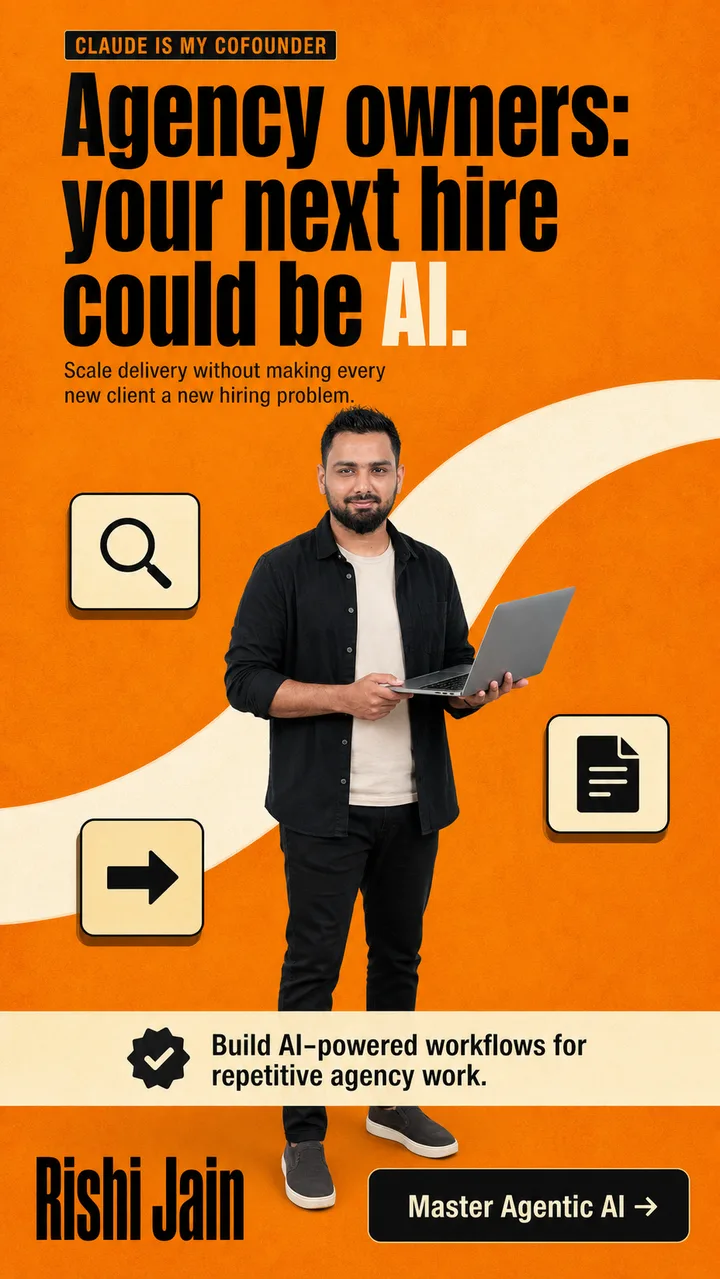 CLAUDE IS MY COFOUNDER
Agency owners:
your next hire
could be AI.
Scale delivery without making every
new client a new hiring problem.
Build AI-powered workflows for
repetitive agency work.
Rishi Jain
Master Agentic AI →